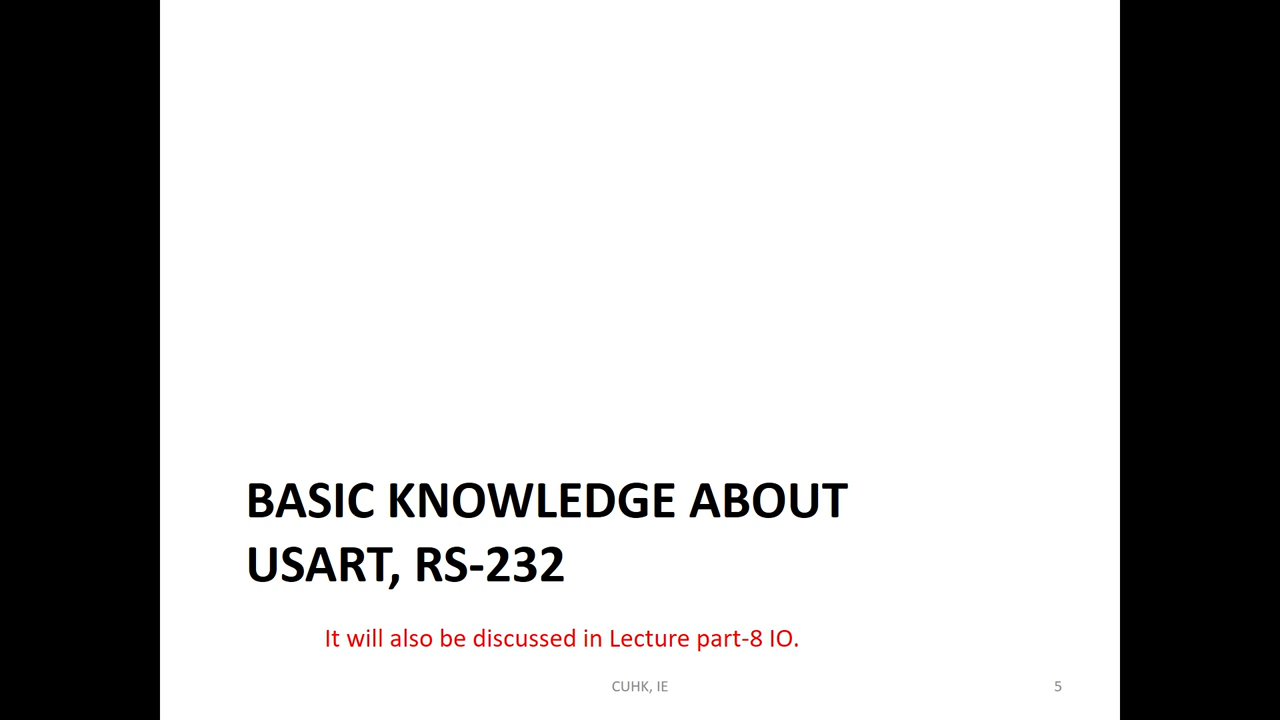 BASIC KNOWLEDGE ABOUT
USART, RS-232
It will also be discussed in Lecture part-8 IO.
CUHK, IE
5